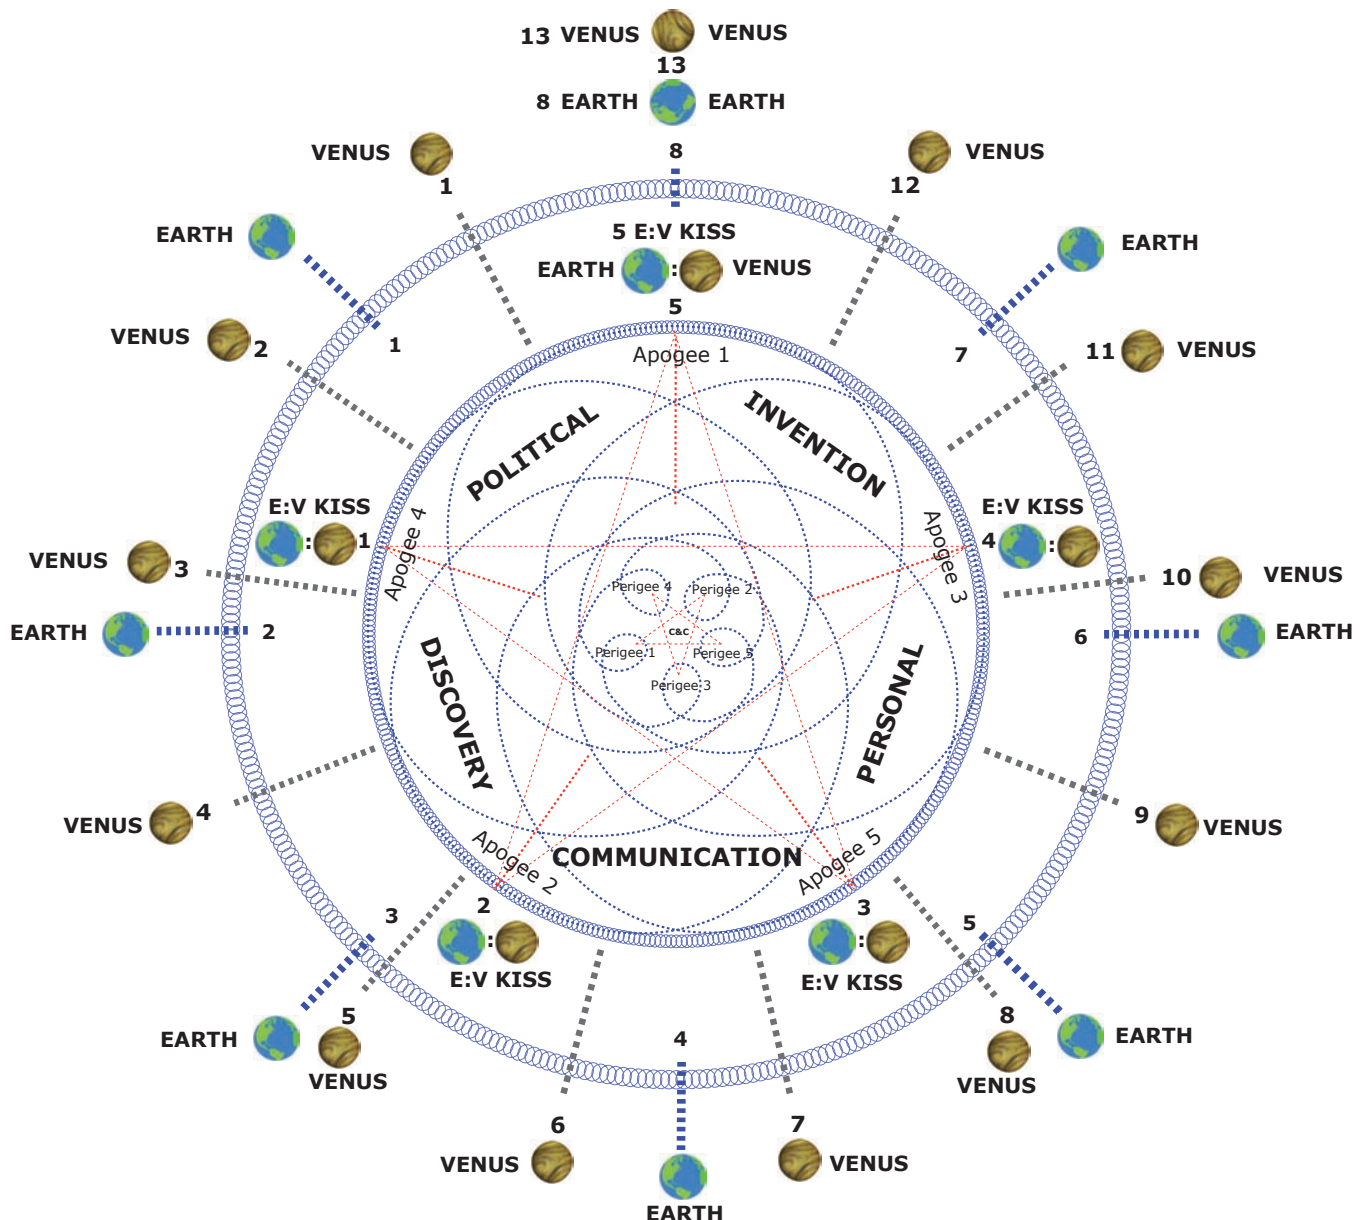 13 VENUS VENUS
13
8 EARTH EARTH
8
VENUS
1
VENUS
12
EARTH
1
EARTH
7
5 E:V KISS
EARTH : VENUS
5
VENUS
2
11
VENUS
Apogee 1
POLITICAL
INVENTION
E:V KISS
: 1
Apogee 4
E:V KISS
4 :
Apogee 3
VENUS
3
10
VENUS
EARTH
2
6
EARTH
Perigee 4
Perigee 2
C&C
Perigee 1
Perigee 5
Perigee 3
DISCOVERY
PERSONAL
VENUS
4
9
VENUS
COMMUNICATION
Apogee 2
Apogee 5
2
:
E:V KISS
3
:
E:V KISS
3
EARTH
5
VENUS
5
EARTH
8
VENUS
4
6
VENUS
7
VENUS
EARTH